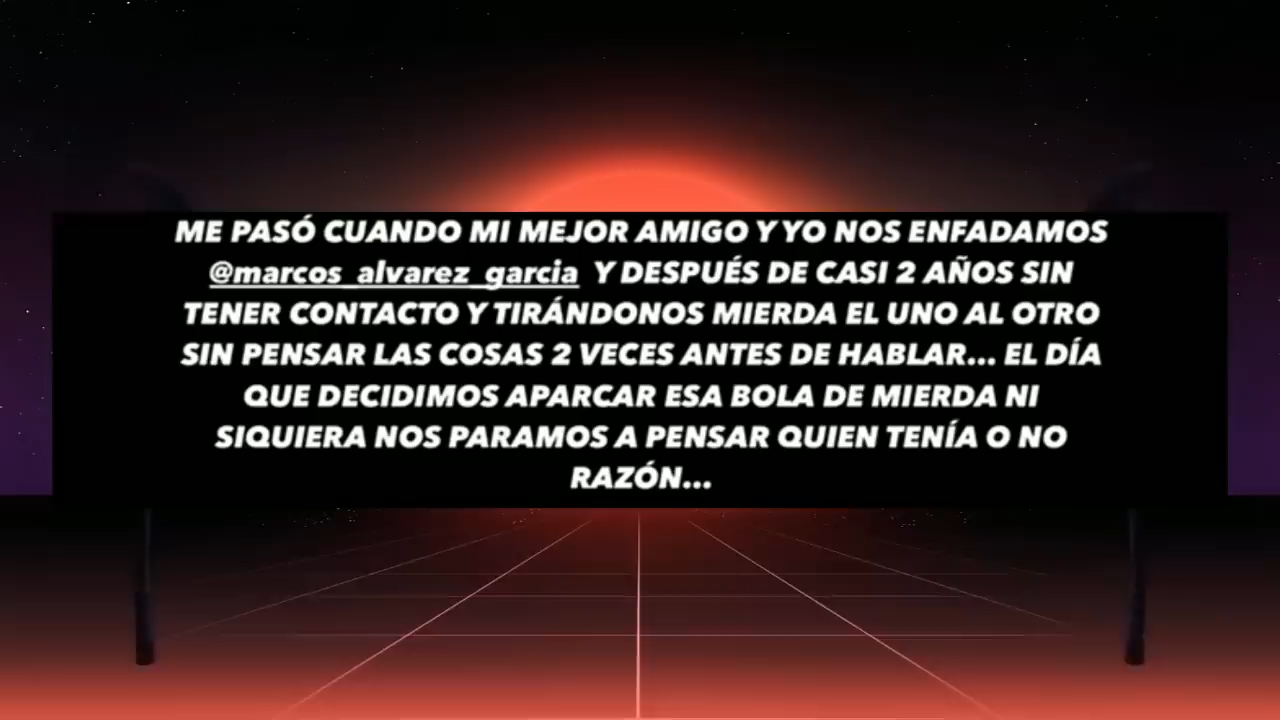 ME PASÓ CUANDO MI MEJOR AMIGO Y YO NOS ENFADAMOS
@marcos_alvarez_garcia Y DESPUÉS DE CASI 2 AÑOS SIN
TENER CONTACTO Y TIRÁNDONOS MIERDA EL UNO AL OTRO
SIN PENSAR LAS COSAS 2 VECES ANTES DE HABLAR... EL DÍA
QUE DECIDIMOS APARCAR ESA BOLA DE MIERDA NI
SIQUIERA NOS PARAMOS A PENSAR QUIEN TENÍA O NO
RAZÓN...